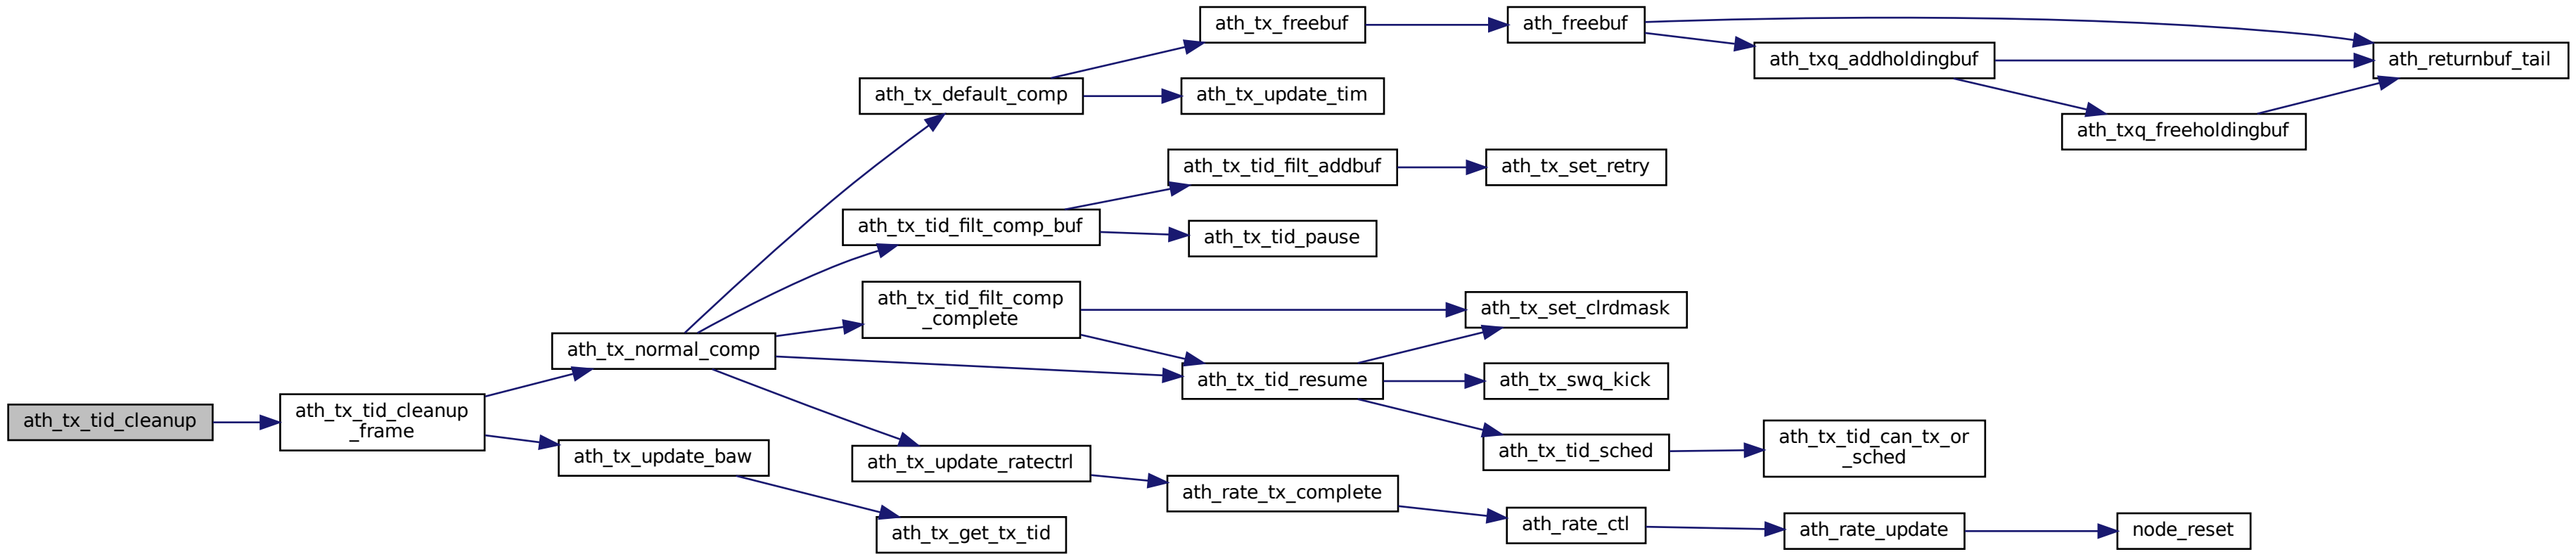 ath_tx_tid_cleanup
ath_tx_tid_cleanup
_frame
ath_tx_normal_comp
ath_tx_update_baw
ath_tx_default_comp
ath_tx_tid_filt_comp_buf
ath_tx_tid_filt_comp
_complete
ath_tx_update_ratectrl
ath_tx_get_tx_tid
ath_tx_freebuf
ath_tx_update_tim
ath_tx_tid_filt_addbuf
ath_tx_tid_pause
ath_tx_tid_resume
ath_rate_tx_complete
ath_freebuf
ath_tx_set_retry
ath_tx_set_clrdmask
ath_tx_swq_kick
ath_tx_tid_sched
ath_rate_ctl
ath_txq_addholdingbuf
ath_tx_tid_can_tx_or
_sched
ath_rate_update
ath_txq_freeholdingbuf
node_reset
ath_returnbuf_tail